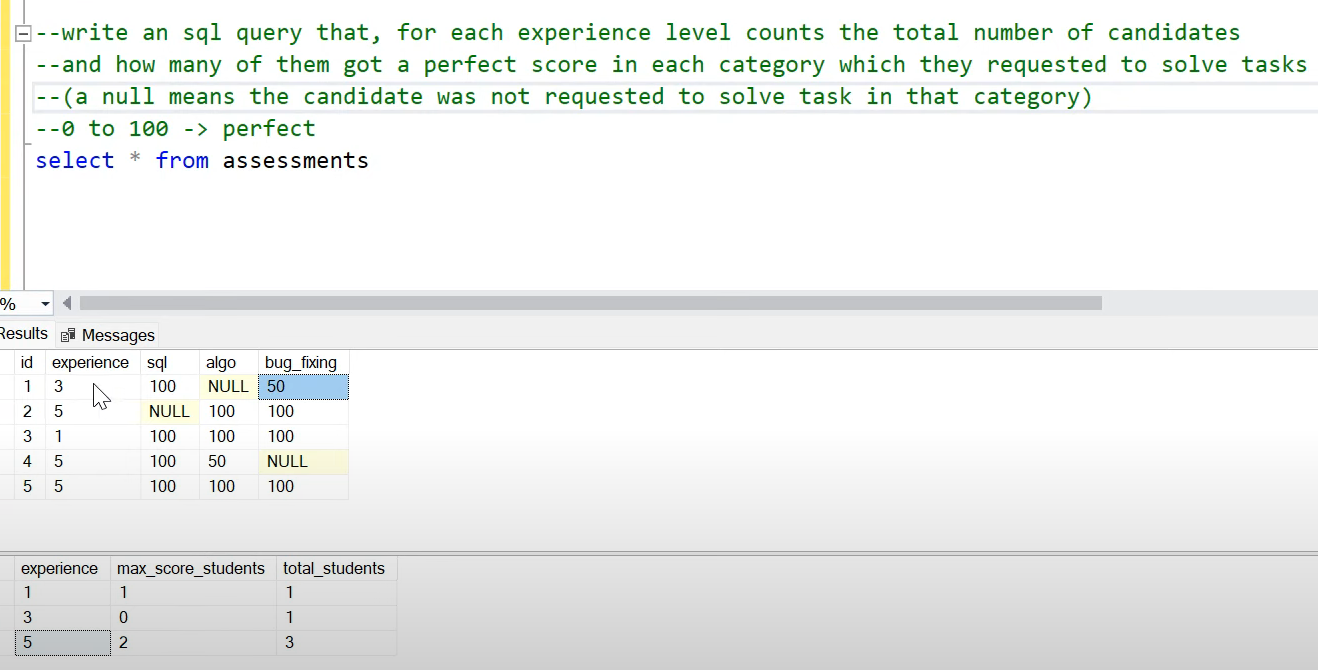 --write an sql query that, for each experience level counts the total number of candidates
--and how many of them got a perfect score in each category which they requested to solve tasks
--(a null means the candidate was not requested to solve task in that category)
--0 to 100 -> perfect
select * from assessments
%
Results Messages
id experience sql algo bug_fixing
1 3 100 NULL 50
2 5 NULL 100 100
3 1 100 100 100
4 5 100 50 NULL
5 5 100 100 100
experience max_score_students total_students
1 1 1
3 0 1
5 2 3